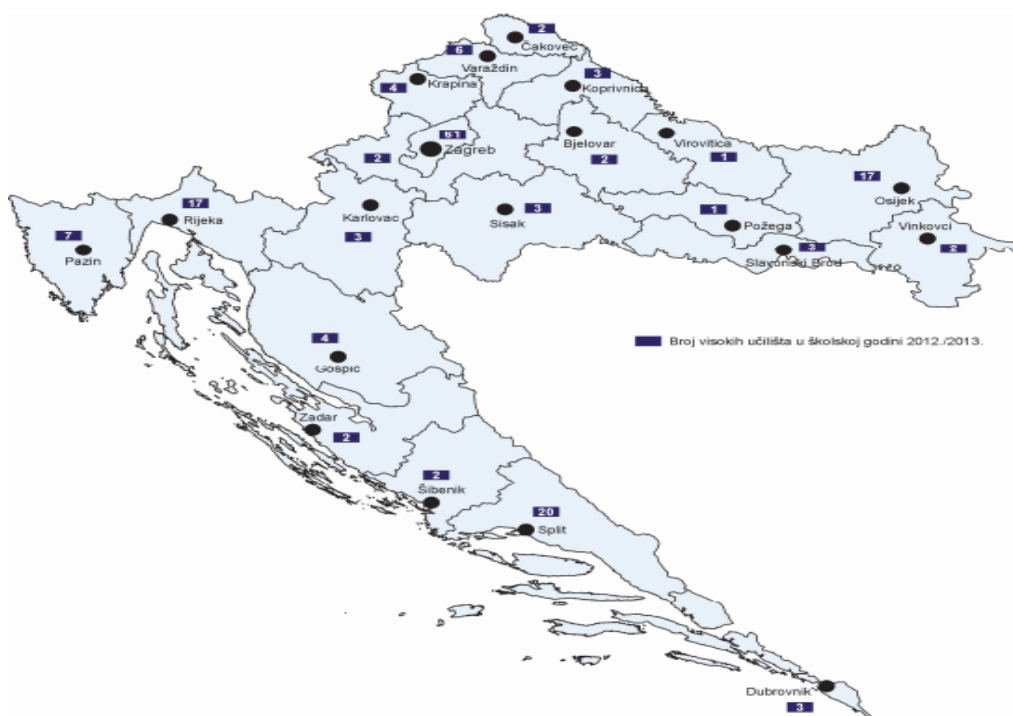 2
Čakovec
6
Varaždin
4
Krapina
3
Koprivnica
61
Zagreb
2
Bjelovar
2
Virovitica
1
17
Osijek
17
Rijeka
Karlovac
3
Sisak
3
1
Požega
Vinkovci
2
7
Pazin
3
Slavonski Brod
4
Gospić
Broj visokih učilišta u školskoj godini 2012./2013.
Zadar
2
2
Šibenik
20
Split
Dubrovnik
3